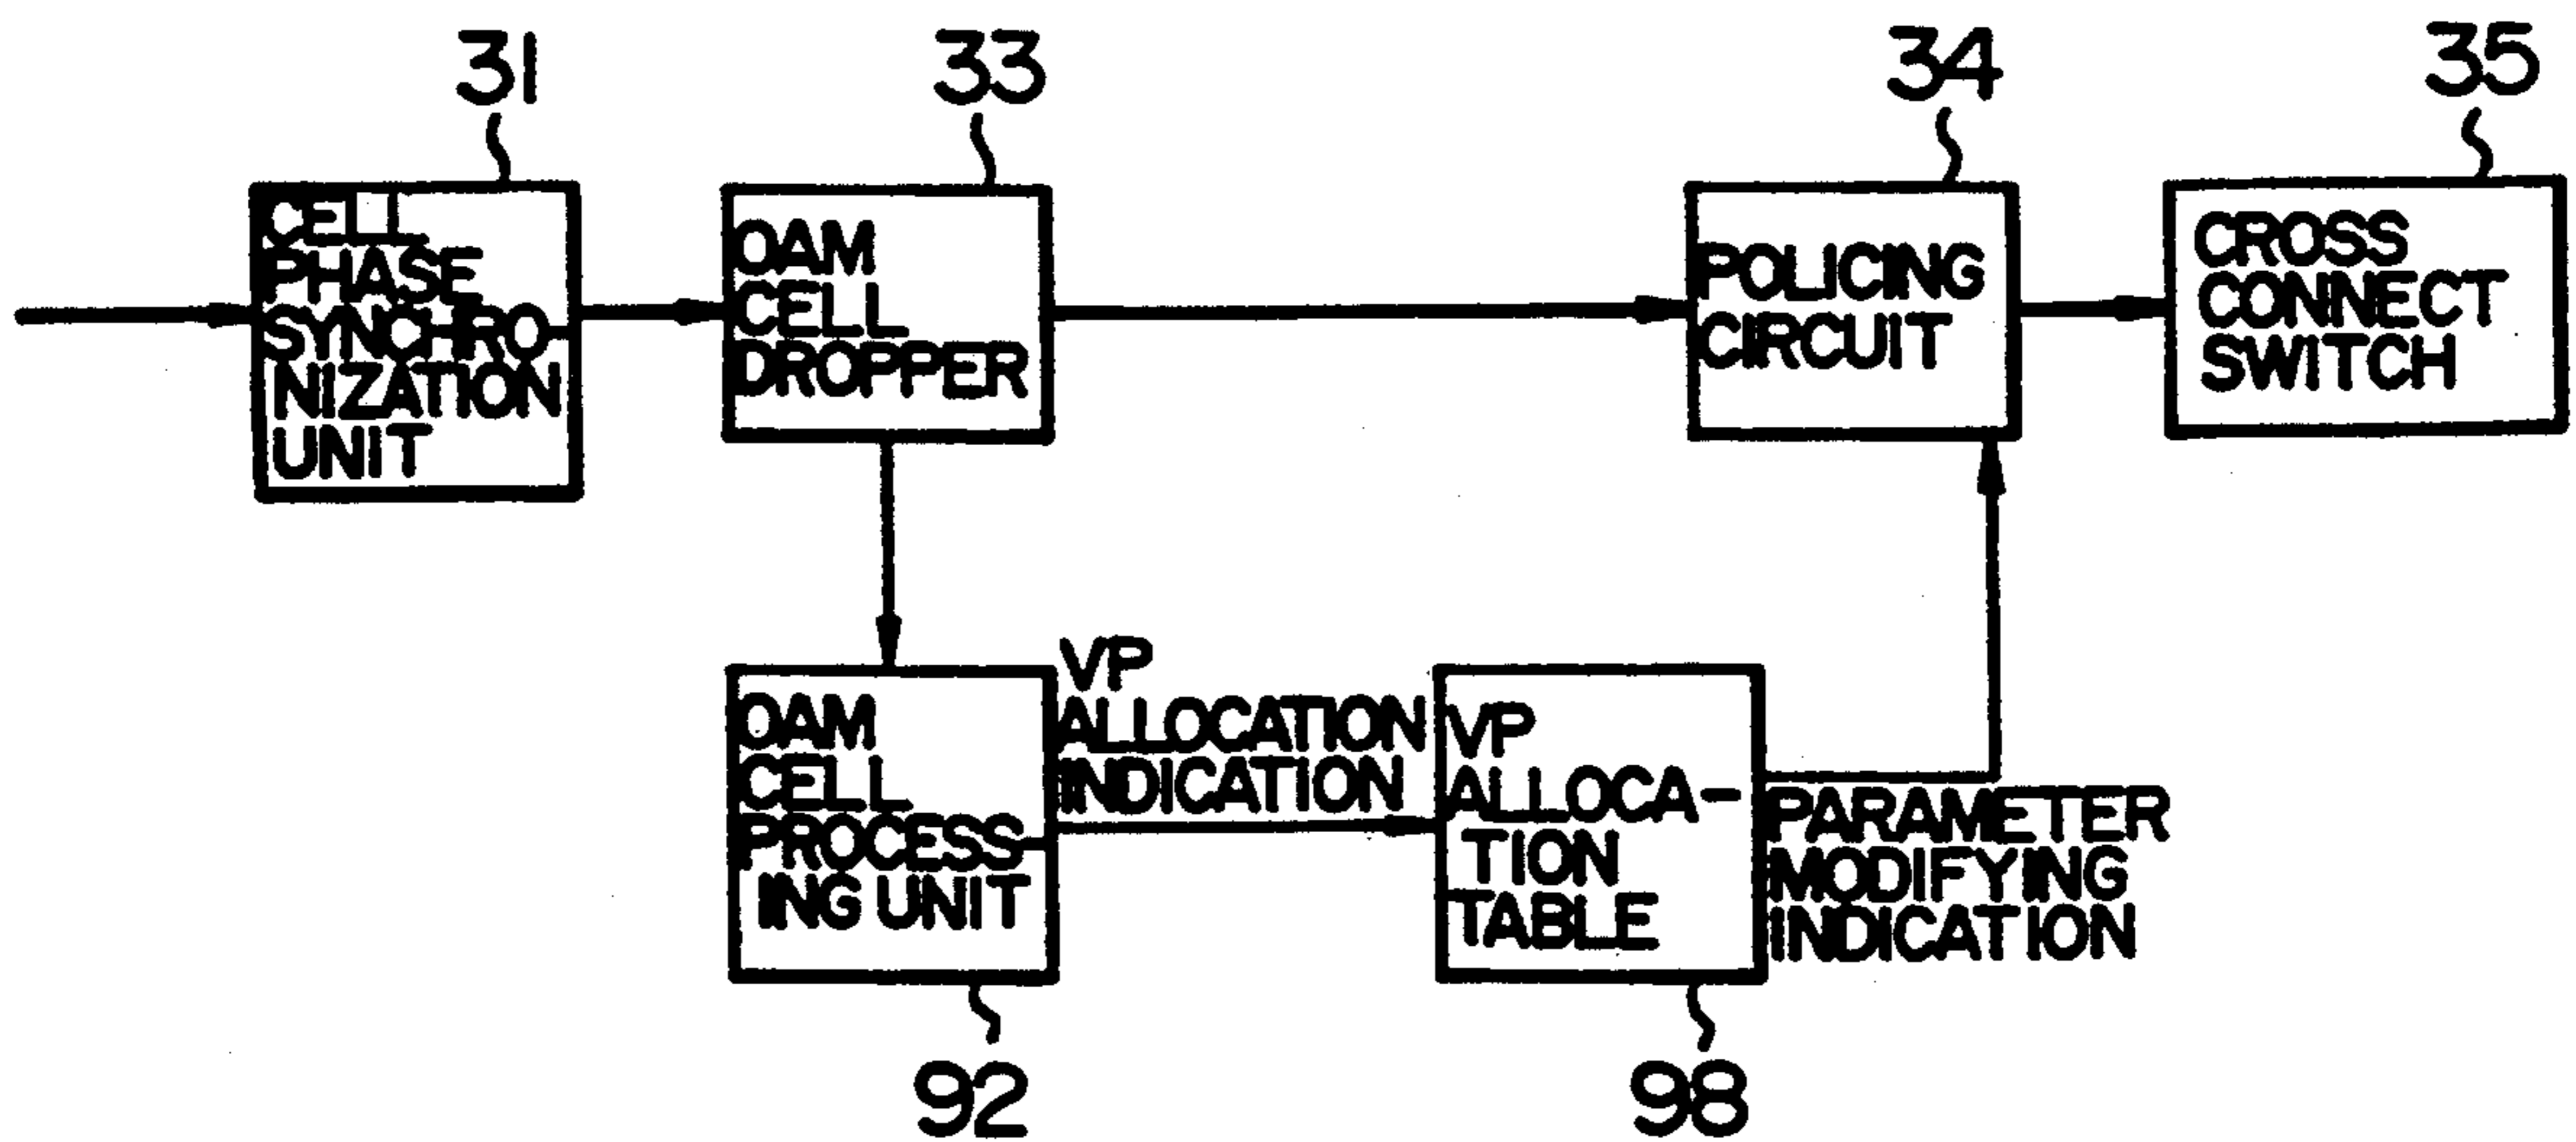 31
33
34
35
CELL
PHASE
SYNCHRO-
NIZATION
UNIT
OAM
CELL
DROPPER
POLICING
CIRCUIT
CROSS
CONNECT
SWITCH
OAM
CELL
PROCESS-
ING UNIT
VP
ALLOCATION
INDICATION
VP
ALLOCA-
TION
TABLE
PARAMETER
MODIFYING
INDICATION
92
98